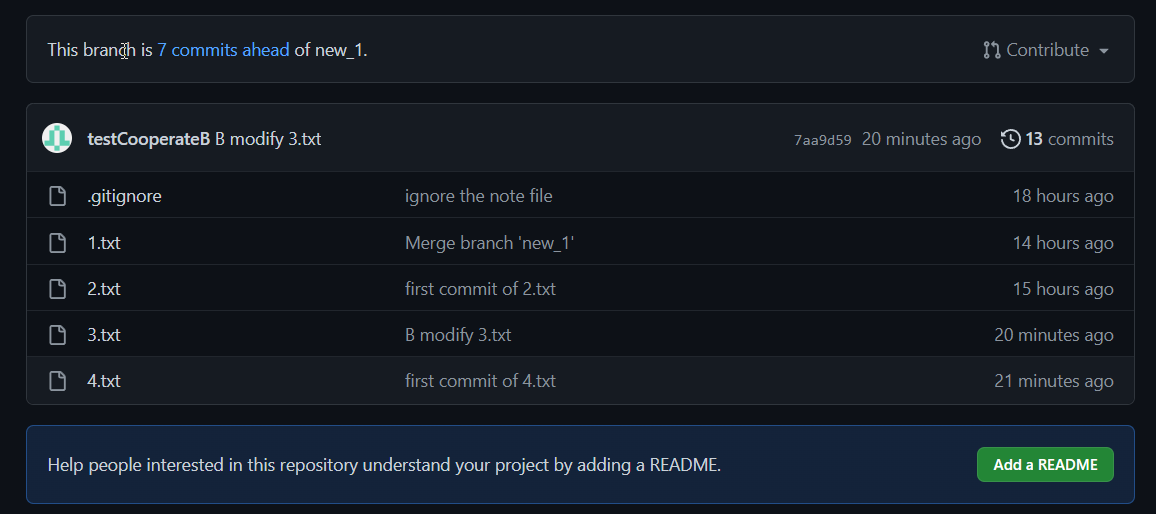 This branch is 7 commits ahead of new_1.
Contribute
testCooperateB B modify 3.txt 7aa9d59 20 minutes ago 13 commits
.gitignore ignore the note file 18 hours ago
1.txt Merge branch 'new_1' 14 hours ago
2.txt first commit of 2.txt 15 hours ago
3.txt B modify 3.txt 20 minutes ago
4.txt first commit of 4.txt 21 minutes ago
Help people interested in this repository understand your project by adding a README.
Add a README